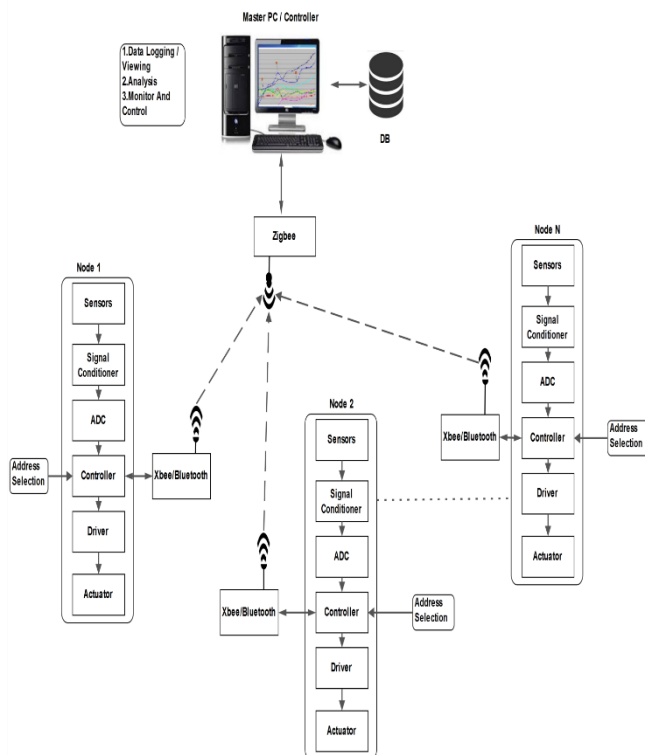 Master PC / Controller
1.Data Logging /
Viewing
2.Analysis
3.Monitor And
Control
DB
Zigbee
Node 1
Sensors
Signal
Conditioner
ADC
Controller
Driver
Actuator
Address
Selection
Xbee/Bluetooth
Node 2
Sensors
Signal
Conditioner
ADC
Controller
Driver
Actuator
Xbee/Bluetooth
Address
Selection
Node N
Sensors
Signal
Conditioner
ADC
Controller
Driver
Actuator
Xbee/Bluetooth
Address
Selection